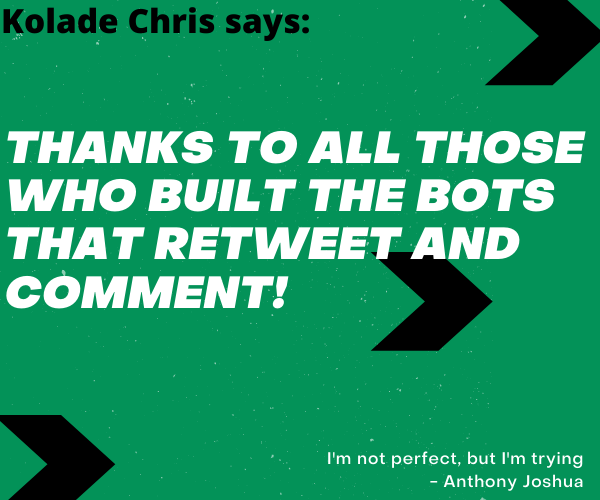 Kolade Chris says:
THANKS TO ALL THOSE
WHO BUILT THE BOTS
THAT RETWEET AND
COMMENT!
I'm not perfect, but I'm trying
– Anthony Joshua